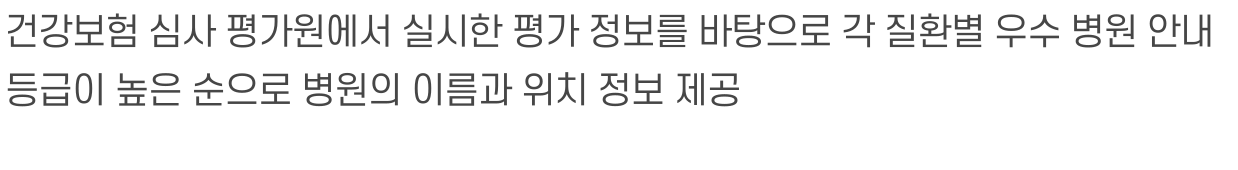 건강보험 심사 평가원에서 실시한 평가 정보를 바탕으로 각 질환별 우수 병원 안내
등급이 높은 순으로 병원의 이름과 위치 정보 제공